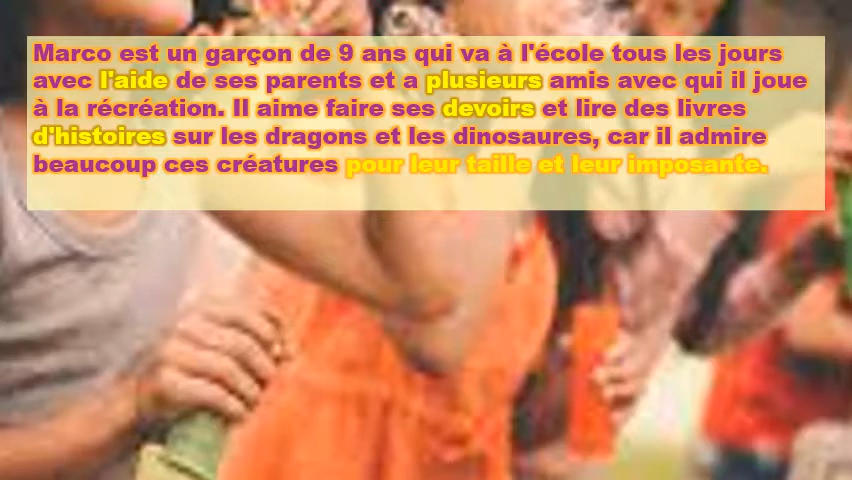 Marco est un garçon de 9 ans qui va à l'école tous les jours
avec l'aide de ses parents et a plusieurs amis avec qui il joue
à la récréation. Il aime faire ses devoirs et lire des livres
d'histoires sur les dragons et les dinosaures, car il admire
beaucoup ces créatures pour leur taille et leur imposante.